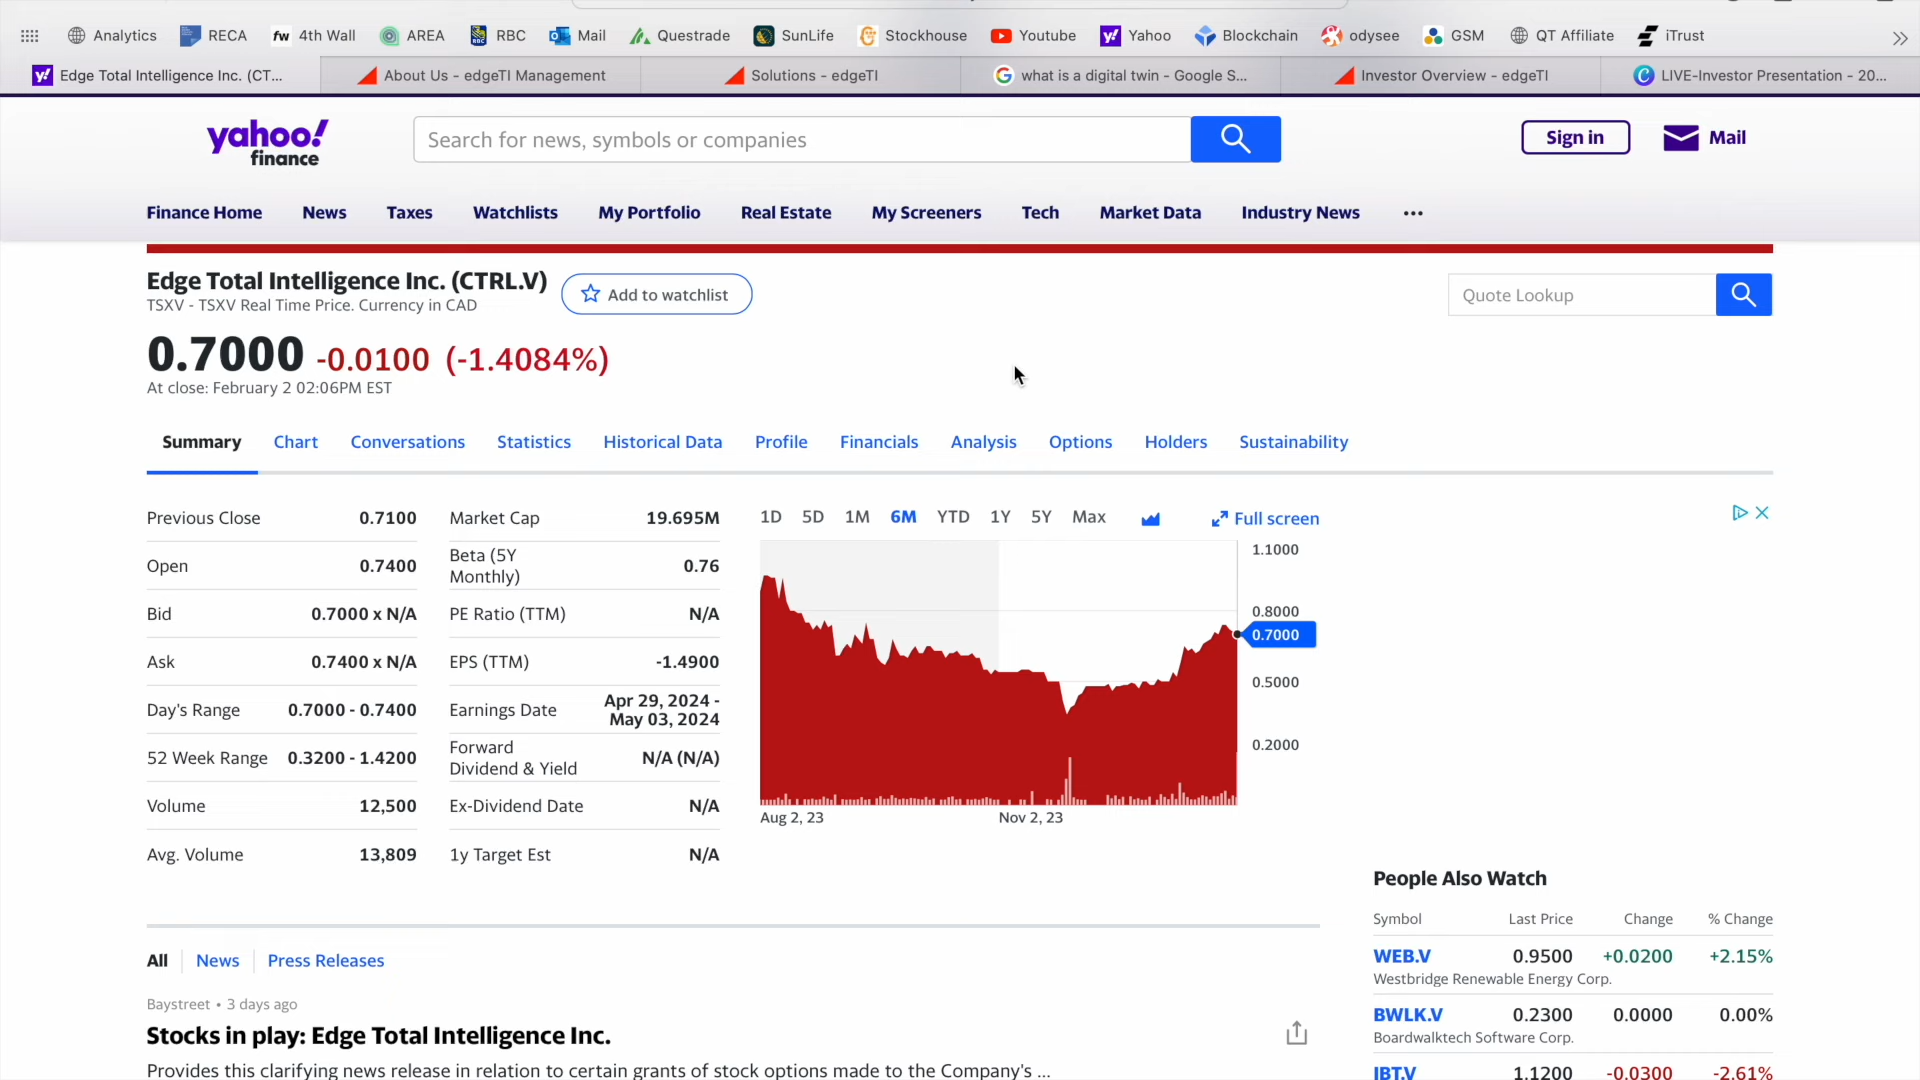 Analytics RECA fw 4th Wall AREA RBC Mail Questrade SunLife Stockhouse Youtube Yahoo Blockchain odysee GSM QT Affiliate iTrust
Edge Total Intelligence Inc. (CT... About Us - edgeTI Management Solutions - edgeTI what is a digital twin - Google S... Investor Overview - edgeTI LIVE-Investor Presentation - 20...
yahoo!
finance
Search for news, symbols or companies
Sign in
Mail
Finance Home News Taxes Watchlists My Portfolio Real Estate My Screeners Tech Market Data Industry News ...
Edge Total Intelligence Inc. (CTRL.V)
TSXV - TSXV Real Time Price. Currency in CAD
Add to watchlist
Quote Lookup
0.7000 -0.0100 (-1.4084%)
At close: February 2 02:06PM EST
Summary Chart Conversations Statistics Historical Data Profile Financials Analysis Options Holders Sustainability
Previous Close 0.7100
Open 0.7400
Bid 0.7000 x N/A
Ask 0.7400 x N/A
Day's Range 0.7000 - 0.7400
52 Week Range 0.3200 - 1.4200
Volume 12,500
Avg. Volume 13,809
Market Cap 19.695M
Beta (5Y
Monthly) 0.76
PE Ratio (TTM) N/A
EPS (TTM) -1.4900
Earnings Date Apr 29, 2024 -
May 03, 2024
Forward
Dividend & Yield N/A (N/A)
Ex-Dividend Date N/A
1y Target Est N/A
1D 5D 1M 6M YTD 1Y 5Y Max Full screen
1.1000
0.8000
0.7000
0.5000
0.2000
Aug 2, 23 Nov 2, 23
People Also Watch
Symbol Last Price Change % Change
WEB.V 0.9500 +0.0200 +2.15%
Westbridge Renewable Energy Corp.
BWLK.V 0.2300 0.0000 0.00%
Boardwalktech Software Corp.
IBT.V 1.1200 -0.0300 -2.61%
All News Press Releases
Baystreet • 3 days ago
Stocks in play: Edge Total Intelligence Inc.
Provides this clarifying news release in relation to certain grants of stock options made to the Company's ...